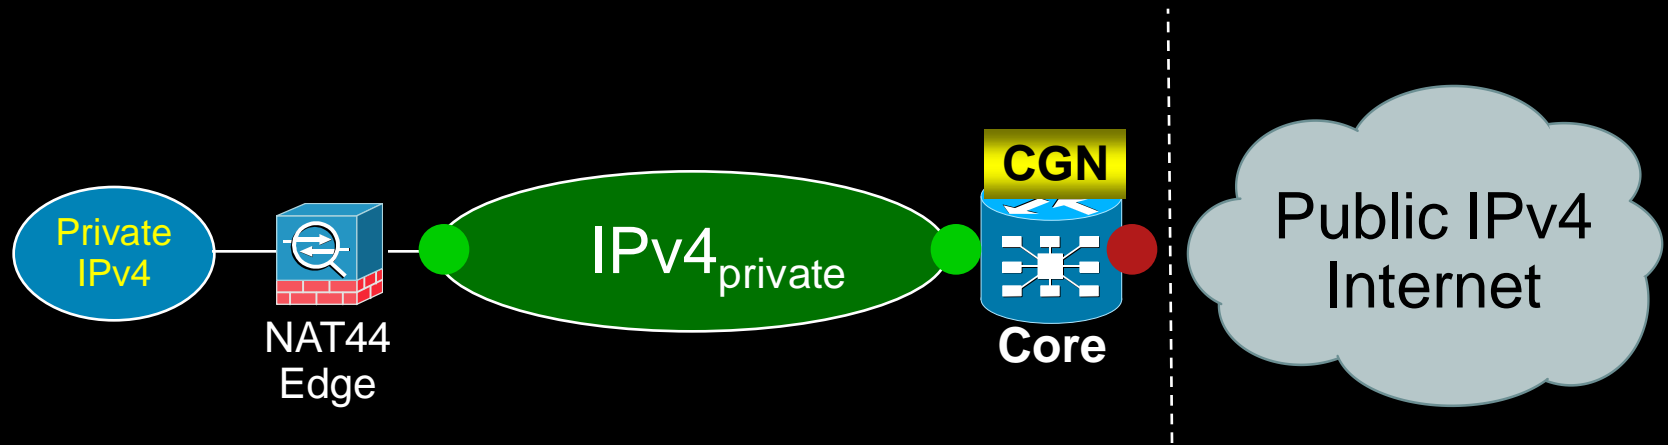 Private
IPv4
NAT44
Edge
IPv4private
CGN
Core
Public IPv4
Internet